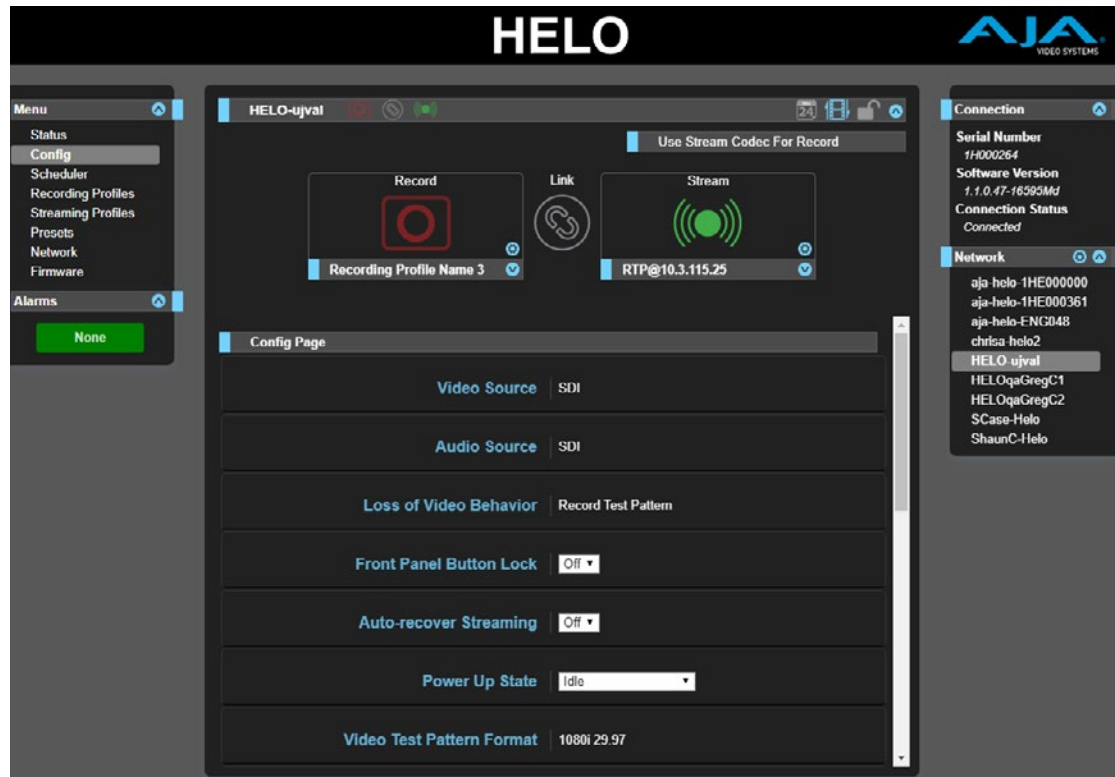 HELO
AJA
VIDEO SYSTEMS
Menu
Status
Config
Scheduler
Recording Profiles
Streaming Profiles
Presets
Network
Firmware
Alarms
None
HELO-ujval
24
Use Stream Codec For Record
Record
Link
Stream
Recording Profile Name 3
RTP@10.3.115.25
Config Page
Video Source SDI
Audio Source SDI
Loss of Video Behavior Record Test Pattern
Front Panel Button Lock Off
Auto-recover Streaming Off
Power Up State Idle
Video Test Pattern Format 1080i 29.97
Connection
Serial Number
1H000264
Software Version
1.1.0.47-16595Md
Connection Status
Connected
Network
aja-helo-1HE000000
aja-helo-1HE000361
aja-helo-ENG048
chrisa-helo2
HELO-ujval
HELOqaGregC1
HELOqaGregC2
SCase-Helo
ShaunC-Helo